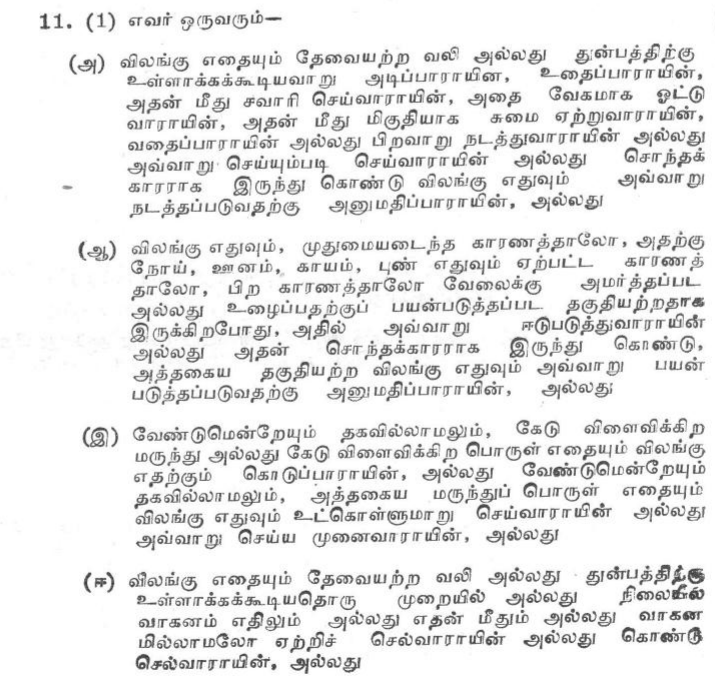 11. (1) எவர் ஒருவரும்—
(அ) விலங்கு எதையும் தேவையற்ற வலி அல்லது துன்பத்திற்கு
உள்ளாக்கக்கூடியவாறு அடிப்பாராயின, உதைப்பாராயின்,
அதன் மீது சவாரி செய்வாராயின், அதை வேகமாக ஓட்டு
வாராயின், அதன் மீது மிகுதியாக சுமை ஏற்றுவாராயின்,
வதைப்பாராயின் அல்லது பிறவாறு நடத்துவாராயின் அல்லது
அவ்வாறு செய்யும்படி செய்வாராயின் அல்லது சொந்தக்
காரராக இருந்து கொண்டு விலங்கு எதுவும் அவ்வாறு
நடத்தப்படுவதற்கு அனுமதிப்பாராயின், அல்லது
(ஆ) விலங்கு எதுவும், முதுமையடைந்த காரணத்தாலோ, அதற்கு
நோய், ஊனம், காயம், புண் எதுவும் ஏற்பட்ட காரணத்
தாலோ, பிற காரணத்தாலோ வேலைக்கு அமர்த்தப்பட
அல்லது உழைப்பதற்குப் பயன்படுத்தப்பட தகுதியற்றதாக
இருக்கிறபோது, அதில் அவ்வாறு ஈடுபடுத்துவாராயின்
அல்லது அதன் சொந்தக்காரராக இருந்து கொண்டு,
அத்தகைய தகுதியற்ற விலங்கு எதுவும் அவ்வாறு பயன்
படுத்தப்படுவதற்கு அனுமதிப்பாராயின், அல்லது
(இ) வேண்டுமென்றேயும் தகவில்லாமலும், கேடு விளைவிக்கிற
மருந்து அல்லது கேடு விளைவிக்கிற பொருள் எதையும் விலங்கு
எதற்கும் கொடுப்பாராயின், அல்லது வேண்டுமென்றேயும்
தகவில்லாமலும், அத்தகைய மருந்துப் பொருள் எதையும்
விலங்கு எதுவும் உட்கொள்ளுமாறு செய்வாராயின் அல்லது
அவ்வாறு செய்ய முனைவாராயின், அல்லது
(ஈ) விலங்கு எதையும் தேவையற்ற வலி அல்லது துன்பத்திற்கு
உள்ளாக்கக்கூடியதொரு முறையில் அல்லது நிலையில்
வாகனம் எதிலும் அல்லது எதன் மீதும் அல்லது வாகன
மில்லாமலோ ஏற்றிச் செல்வாராயின் அல்லது கொண்டு
செல்வாராயின், அல்லது